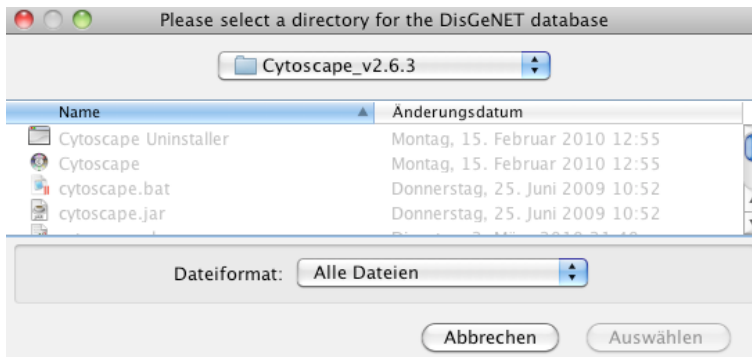 Please select a directory for the DisGeNET database
Cytoscape_v2.6.3
Name Änderungsdatum
Cytoscape Uninstaller Montag, 15. Februar 2010 12:55
Cytoscape Montag, 15. Februar 2010 12:55
cytoscape.bat Donnerstag, 25. Juni 2009 10:52
cytoscape.jar Donnerstag, 25. Juni 2009 10:52
Dateiformat: Alle Dateien
Abbrechen Auswählen